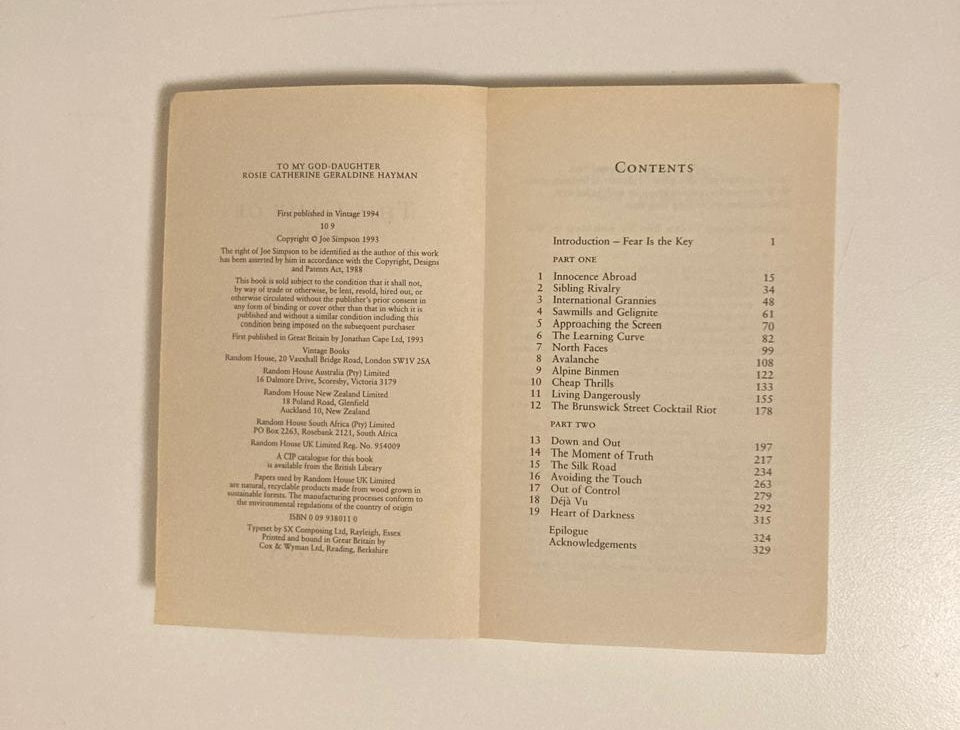 TO MY GOD-DAUGHTER
ROSIE CATHERINE GERALDINE HAYMAN
First published in Vintage 1994
10 9
Copyright © Joe Simpson 1993
The right of Joe Simpson to be identified as the author of this work
has been asserted by him in accordance with the Copyright, Designs
and Patents Act, 1988
This book is sold subject to the condition that it shall not,
by way of trade or otherwise, be lent, resold, hired out, or
otherwise circulated without the publisher's prior consent in
any form of binding or cover other than that in which it is
published and without a similar condition including this
condition being imposed on the subsequent purchaser
First published in Great Britain by Jonathan Cape Ltd, 1993
Vintage Books
Random House, 20 Vauxhall Bridge Road, London SW1V 2SA
Random House Australia (Pty) Limited
16 Dalmore Drive, Scoresby, Victoria 3179
Random House New Zealand Limited
18 Poland Road, Glenfield
Auckland 10, New Zealand
Random House South Africa (Pty) Limited
PO Box 2263, Rosebank 2121, South Africa
Random House UK Limited Reg. No. 954009
A CIP catalogue for this book
is available from the British Library
Papers used by Random House UK Limited
are natural, recyclable products made from wood grown in
sustainable forests. The manufacturing processes conform to
the environmental regulations of the country of origin
ISBN 0 09 938011 0
Typeset by SX Composing Ltd, Rayleigh, Essex
Printed and bound in Great Britain by
Cox & Wyman Ltd, Reading, Berkshire
CONTENTS
Introduction – Fear Is the Key 1
PART ONE
1 Innocence Abroad 15
2 Sibling Rivalry 34
3 International Grannies 48
4 Sawmills and Gelignite 61
5 Approaching the Screen 70
6 The Learning Curve 82
7 North Faces 99
8 Avalanche 108
9 Alpine Binmen 122
10 Cheap Thrills 133
11 Living Dangerously 155
12 The Brunswick Street Cocktail Riot 178
PART TWO
13 Down and Out 197
14 The Moment of Truth 217
15 The Silk Road 234
16 Avoiding the Touch 263
17 Out of Control 279
18 Déjà Vu 292
19 Heart of Darkness 315
Epilogue 324
Acknowledgements 329